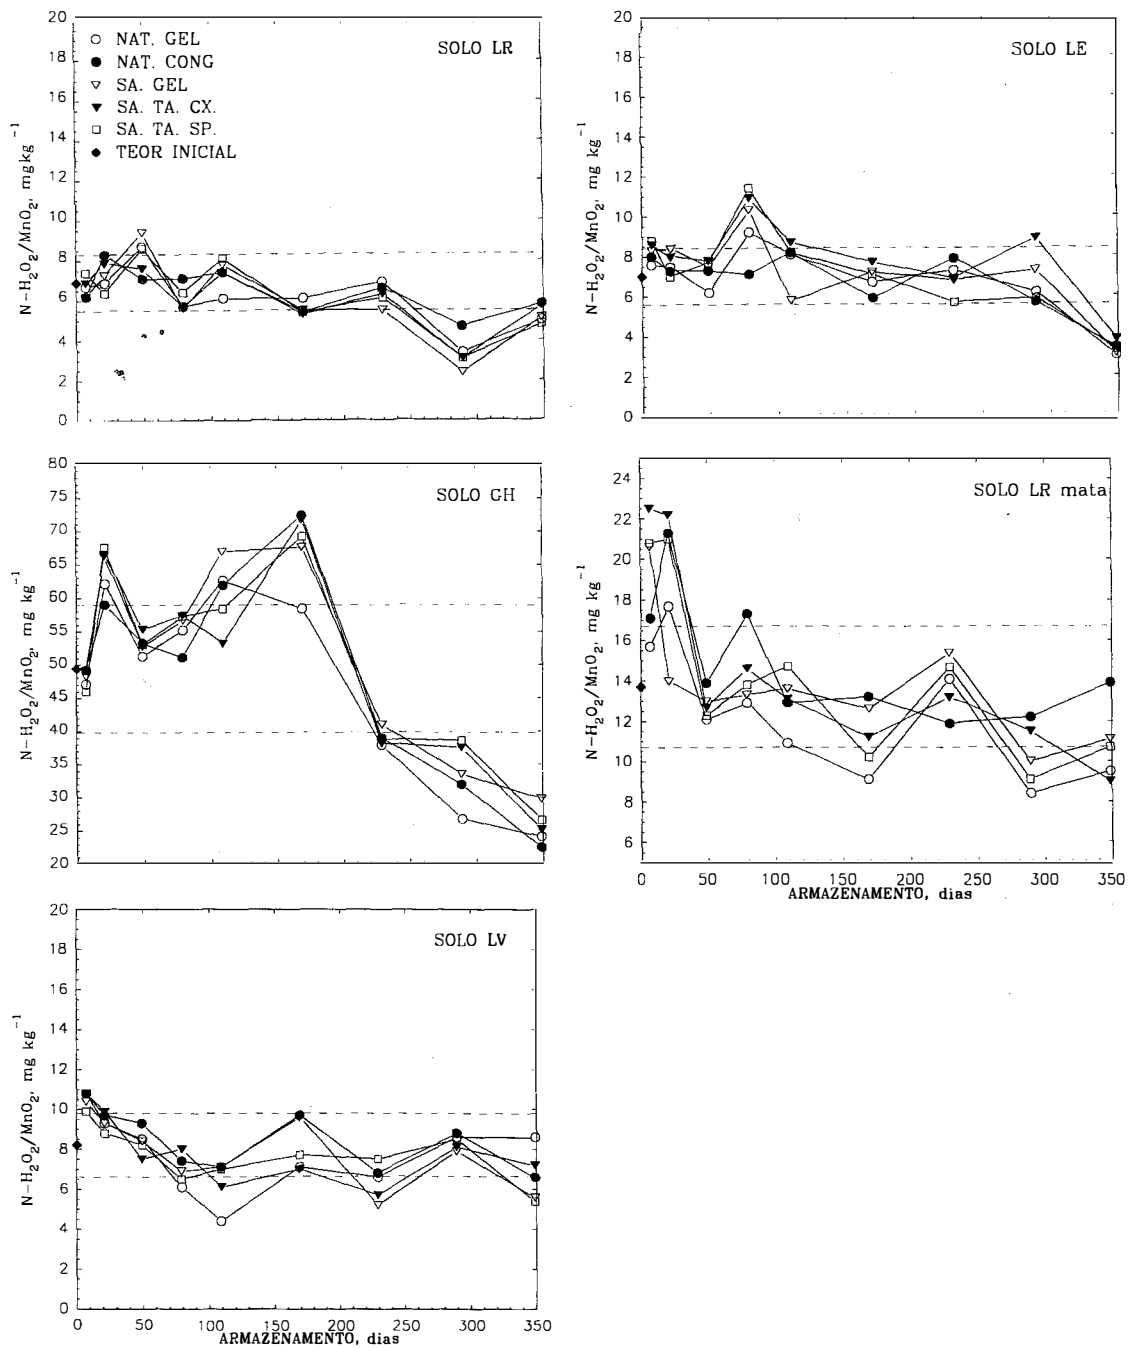 SOLO LR
NAT. GEL
NAT. CONG
SA. GEL
SA. TA. CX.
SA. TA. SP.
TEOR INICIAL
N-H₂O₂/MnO₂, mg kg⁻¹
20
18
16
14
12
10
8
6
4
2
0
SOLO LE
N-H₂O₂/MnO₂, mg kg⁻¹
20
18
16
14
12
10
8
6
4
2
0
SOLO GH
N-H₂O₂/MnO₂, mg kg⁻¹
80
75
70
65
60
55
50
45
40
35
30
25
20
SOLO LR mata
N-H₂O₂/MnO₂, mg kg⁻¹
24
22
20
18
16
14
12
10
8
6
0 50 100 150 200 250 300 350
ARMAZENAMENTO, dias
SOLO LV
N-H₂O₂/MnO₂, mg kg⁻¹
20
18
16
14
12
10
8
6
4
2
0
0 50 100 150 200 250 300 350
ARMAZENAMENTO, dias